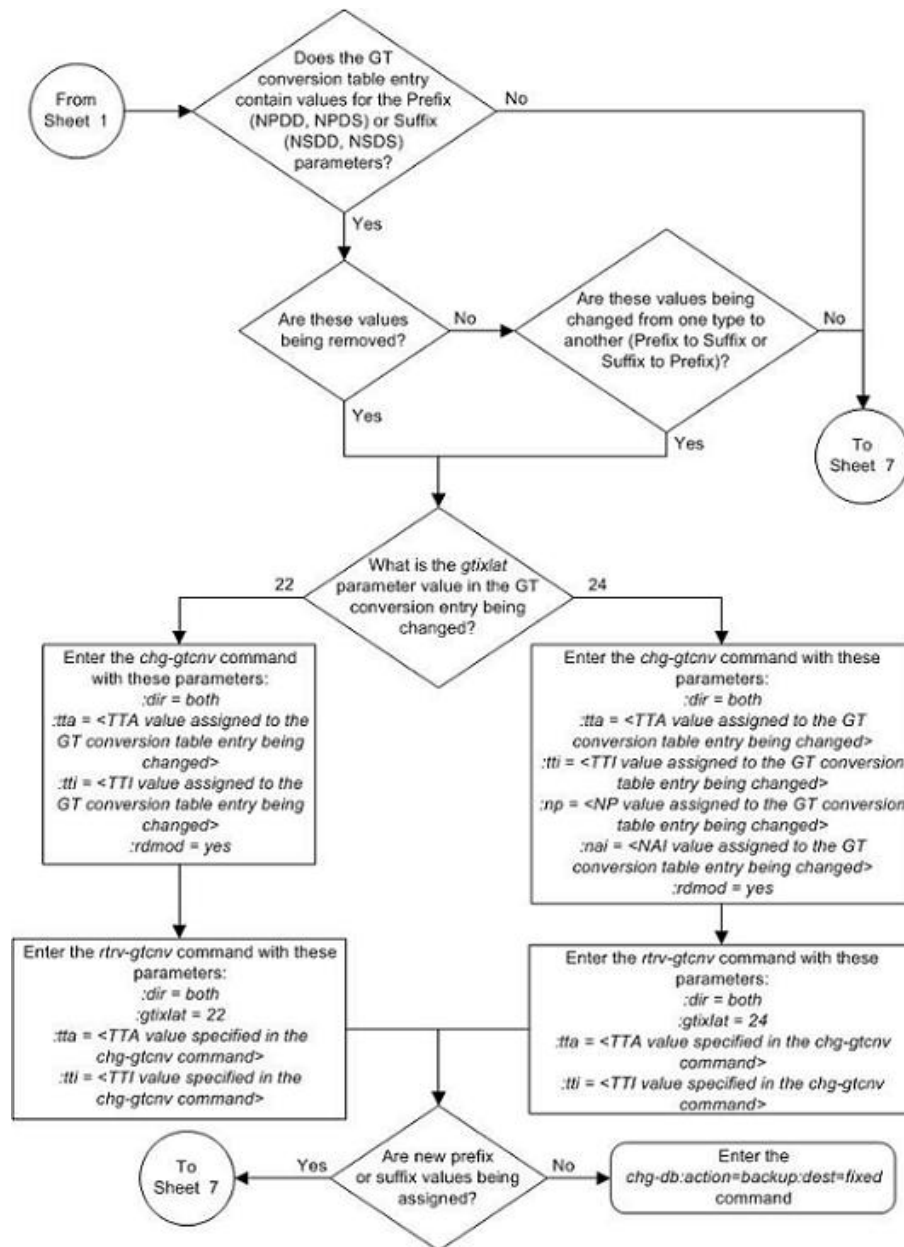 Does the GT
conversion table entry
contain values for the Prefix
(NPDD, NPDS) or Suffix
(NSDD, NSDS)
parameters?
From
Sheet 1
No
Yes
Are these values
being removed?
No
Are these values being
changed from one type to
another (Prefix to Suffix or
Suffix to Prefix)?
No
Yes
Yes
To
Sheet 7
What is the gtixlat
parameter value in the GT
conversion entry being
changed?
22
24
Enter the chg-gtcnv command
with these parameters:
:dir = both
:tta = <TTA value assigned to the
GT conversion table entry being
changed>
:tti = <TTI value assigned to the
GT conversion table entry being
changed>
:rdmod = yes
Enter the chg-gtcnv command with these
parameters:
:dir = both
:tta = <TTA value assigned to the GT
conversion table entry being changed>
:tti = <TTI value assigned to the GT conversion
table entry being changed>
:np = <NP value assigned to the GT conversion
table entry being changed>
:nai = <NAI value assigned to the GT
conversion table entry being changed>
:rdmod = yes
Enter the rtrv-gtcnv command with these
parameters:
:dir = both
:gtixlat = 22
:tta = <TTA value specified in the
chg-gtcnv command>
:tti = <TTI value specified in the
chg-gtcnv command>
Enter the rtrv-gtcnv command with these
parameters:
:dir = both
:gtixlat = 24
:tta = <TTA value specified in the chg-gtcnv
command>
:tti = <TTI value specified in the chg-gtcnv
command>
Are new prefix
or suffix values being
assigned?
Yes
To
Sheet 7
No
Enter the
chg-db:action=backup:dest=fixed
command